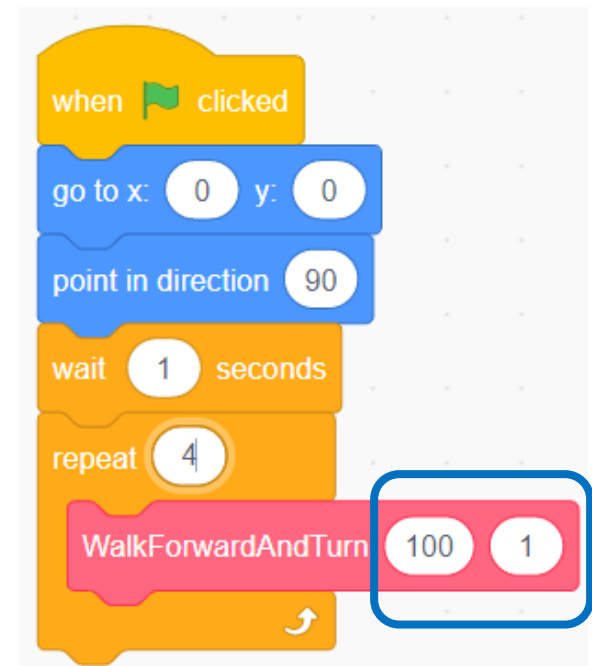 when clicked
go to x: 0 y: 0
point in direction 90
wait 1 seconds
repeat 4
WalkForwardAndTurn 100 1